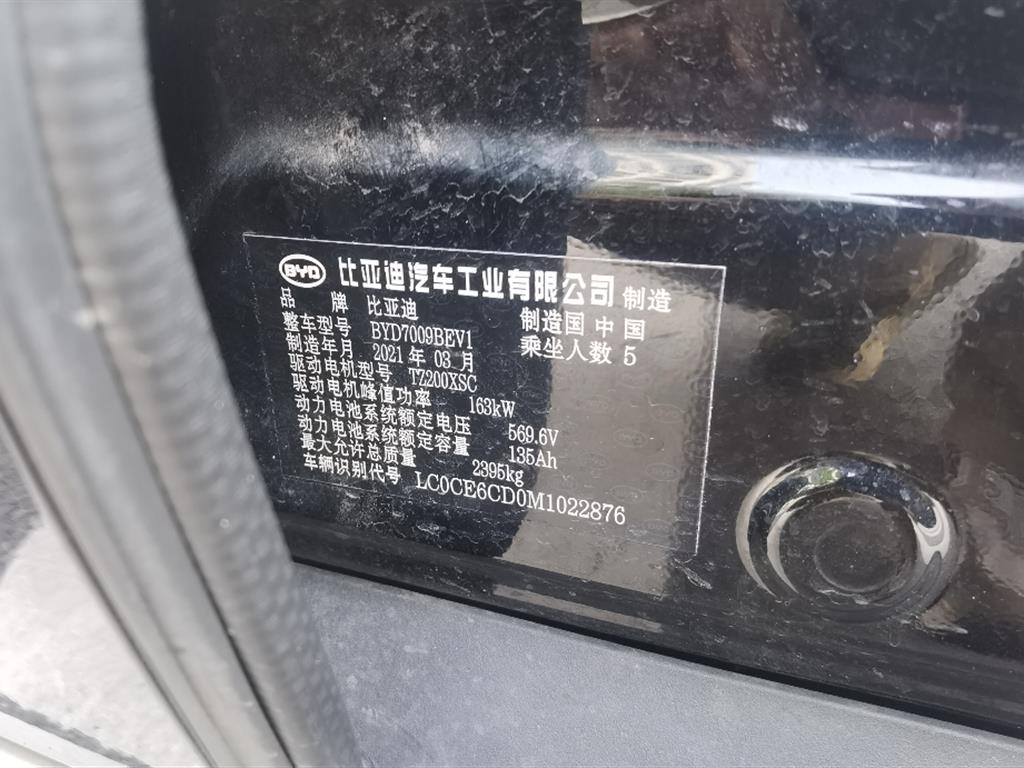 BYD 比亚迪汽车工业有限公司 制造
品牌 比亚迪 制造国 中国
整车型号 BYD7009BEV1 乘坐人数 5
制造年月 2021 年 03 月
驱动电机型号 TZ200XSC
驱动电机峰值功率 163kW
动力电池系统额定电压 569.6V
动力电池系统额定容量 135Ah
最大允许总质量 2395kg
车辆识别代号 LC0CE6CD0M1022876